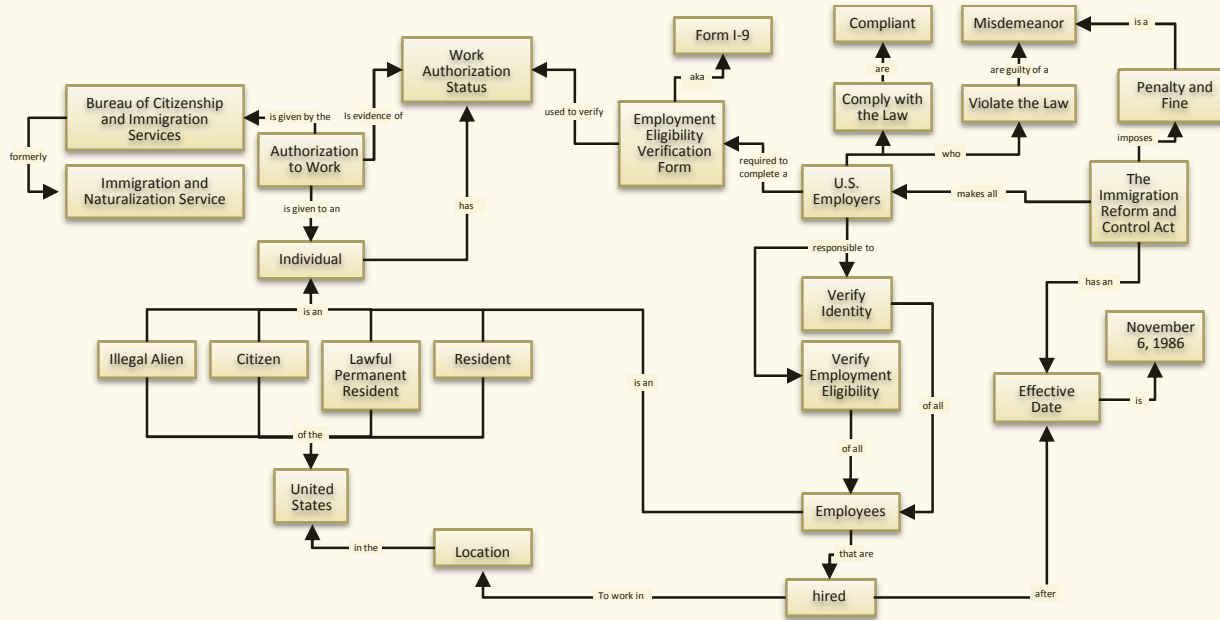 Form I-9
Compliant
Misdemeanor
is a
Work
Authorization
Status
aka
are
are guilty of a
Bureau of Citizenship
and Immigration
Services
is given by the
Is evidence of
used to verify
Employment
Eligibility
Verification
Form
Comply with
the Law
Violate the Law
Penalty and
Fine
formerly
Authorization
to Work
required to
complete a
who
imposes
Immigration and
Naturalization Service
is given to an
has
U.S.
Employers
makes all
The
Immigration
Reform and
Control Act
Individual
responsible to
is an
Verify
Identity
has an
November
6, 1986
Illegal Alien
Citizen
Lawful
Permanent
Resident
Resident
is an
Verify
Employment
Eligibility
of all
Effective
Date
is
of the
of all
United
States
Employees
in the
Location
that are
To work in
hired
after